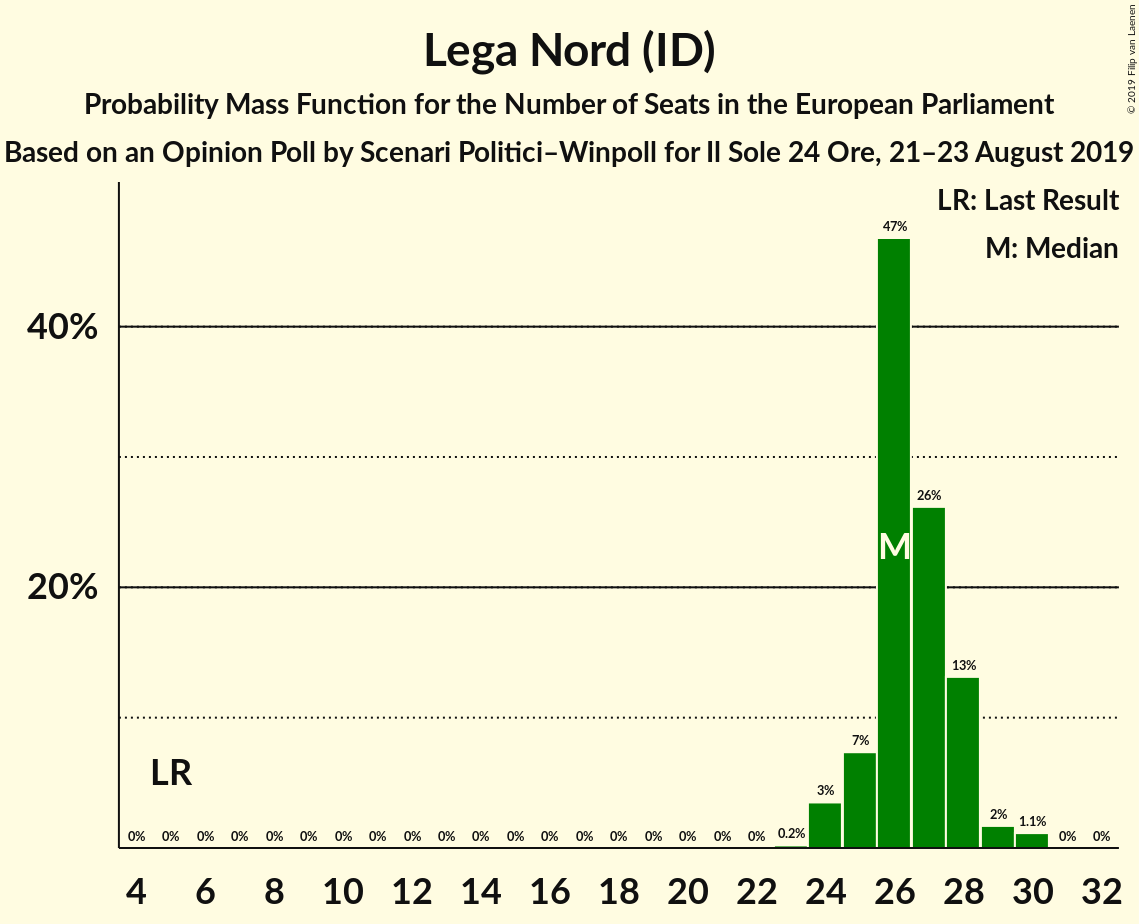 Lega Nord (ID)
Probability Mass Function for the Number of Seats in the European Parliament
Based on an Opinion Poll by Scenari Politici–Winpoll for Il Sole 24 Ore, 21–23 August 2019
© 2019 Filip van Laenen
LR: Last Result
M: Median
40%
20%
47%
26%
13%
7%
3%
2%
1.1%
0.2%
M
LR
0% 0% 0% 0% 0% 0% 0% 0% 0% 0% 0% 0% 0% 0% 0% 0% 0% 0% 0% 0% 0%
4 6 8 10 12 14 16 18 20 22 24 26 28 30 32